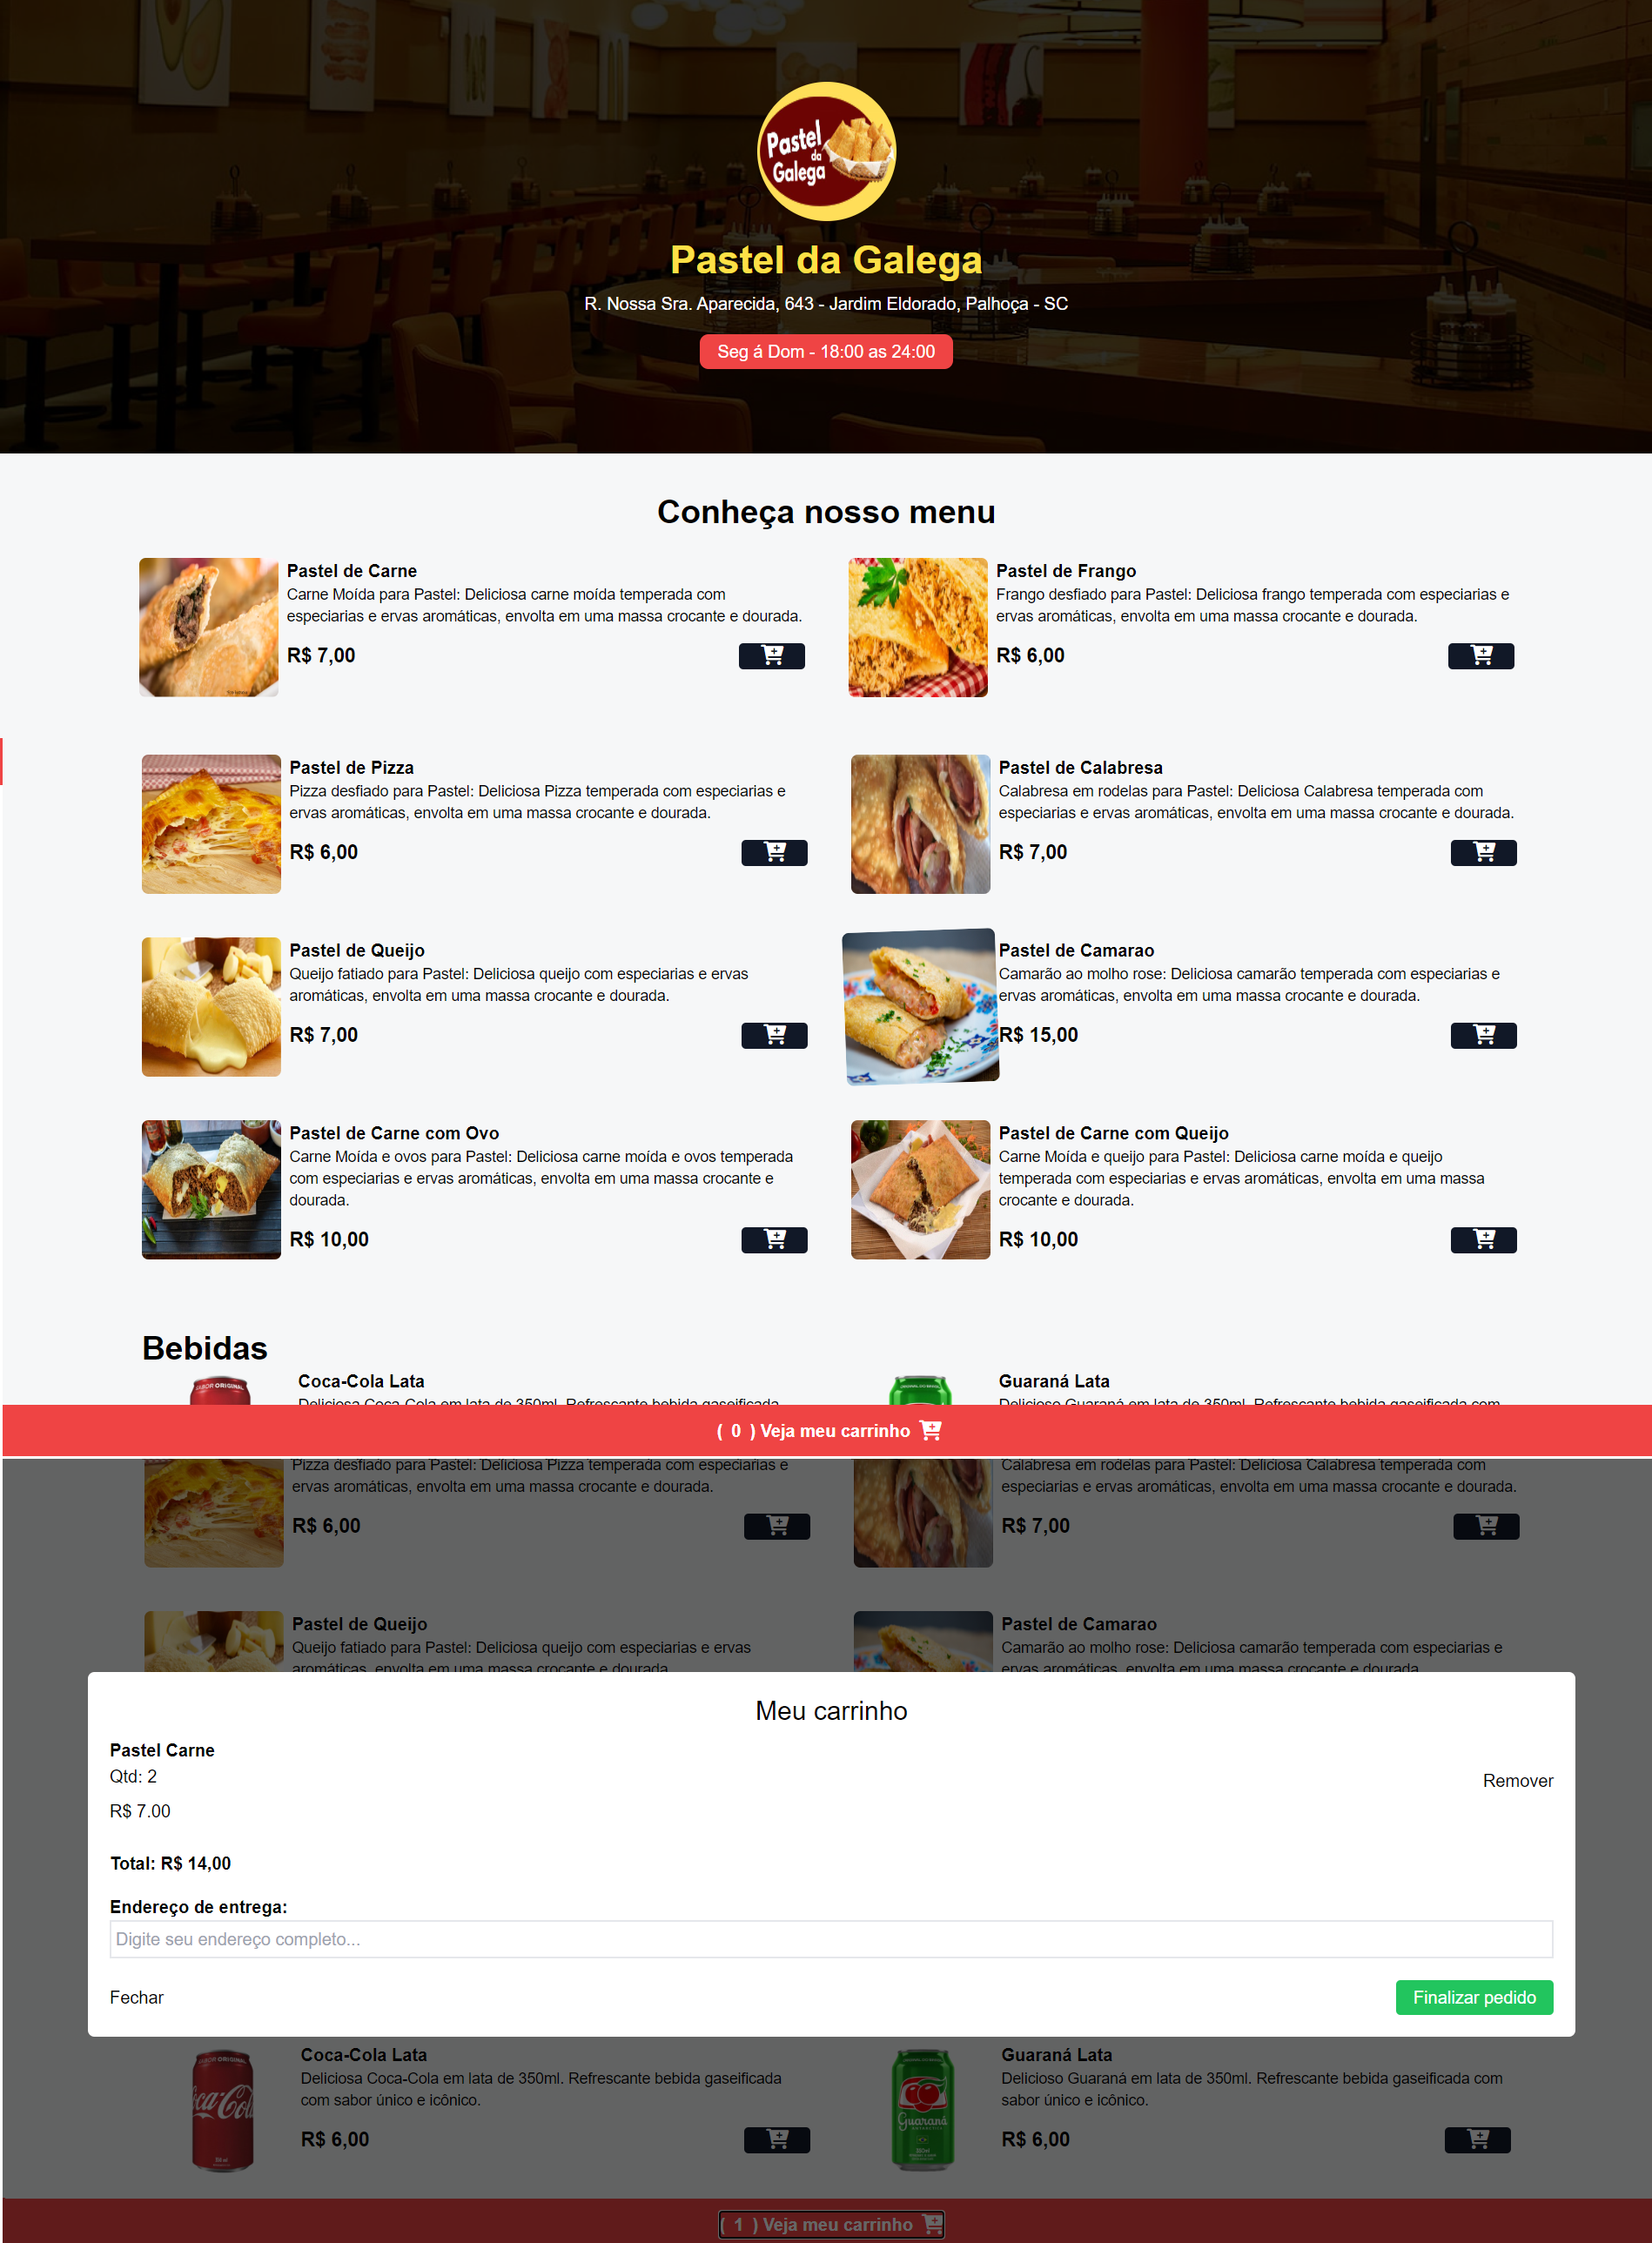 Pastel
da
Galega
Pastel da Galega
R. Nossa Sra. Aparecida, 643 - Jardim Eldorado, Palhoça - SC
Seg á Dom - 18:00 as 24:00
Conheça nosso menu
Pastel de Carne
Carne Moída para Pastel: Deliciosa carne moída temperada com
especiarias e ervas aromáticas, envolta em uma massa crocante e dourada.
R$ 7,00
Pastel de Frango
Frango desfiado para Pastel: Deliciosa frango temperada com especiarias e
ervas aromáticas, envolta em uma massa crocante e dourada.
R$ 6,00
Pastel de Pizza
Pizza desfiado para Pastel: Deliciosa Pizza temperada com especiarias e
ervas aromáticas, envolta em uma massa crocante e dourada.
R$ 6,00
Pastel de Calabresa
Calabresa em rodelas para Pastel: Deliciosa Calabresa temperada com
especiarias e ervas aromáticas, envolta em uma massa crocante e dourada.
R$ 7,00
Pastel de Queijo
Queijo fatiado para Pastel: Deliciosa queijo com especiarias e ervas
aromáticas, envolta em uma massa crocante e dourada.
R$ 7,00
Pastel de Camarao
Camarão ao molho rose: Deliciosa camarão temperada com especiarias e
ervas aromáticas, envolta em uma massa crocante e dourada.
R$ 15,00
Pastel de Carne com Ovo
Carne Moída e ovos para Pastel: Deliciosa carne moída e ovos temperada
com especiarias e ervas aromáticas, envolta em uma massa crocante e
dourada.
R$ 10,00
Pastel de Carne com Queijo
Carne Moída e queijo para Pastel: Deliciosa carne moída e queijo
temperada com especiarias e ervas aromáticas, envolta em uma massa
crocante e dourada.
R$ 10,00
Bebidas
SABOR ORIGINAL
Coca-Cola Lata
Deliciosa Coca-Cola em lata de 350ml. Refrescante bebida gaseificada
Guaraná Lata
Delicioso Guaraná em lata de 350ml. Refrescante bebida gaseificada com
( 0 ) Veja meu carrinho
Pizza desfiado para Pastel: Deliciosa Pizza temperada com especiarias e
ervas aromáticas, envolta em uma massa crocante e dourada.
R$ 6,00
Calabresa em rodelas para Pastel: Deliciosa Calabresa temperada com
especiarias e ervas aromáticas, envolta em uma massa crocante e dourada.
R$ 7,00
Pastel de Queijo
Queijo fatiado para Pastel: Deliciosa queijo com especiarias e ervas
aromáticas, envolta em uma massa crocante e dourada.
Pastel de Camarao
Camarão ao molho rose: Deliciosa camarão temperada com especiarias e
ervas aromáticas, envolta em uma massa crocante e dourada.
Meu carrinho
Pastel Carne
Qtd: 2
Remover
R$ 7.00
Total: R$ 14,00
Endereço de entrega:
Digite seu endereço completo...
Fechar
Finalizar pedido
SABOR ORIGINAL
Coca-Cola Lata
Deliciosa Coca-Cola em lata de 350ml. Refrescante bebida gaseificada
com sabor único e icônico.
R$ 6,00
Guaraná
Guaraná Lata
Delicioso Guaraná em lata de 350ml. Refrescante bebida gaseificada com
sabor único e icônico.
R$ 6,00
( 1 ) Veja meu carrinho